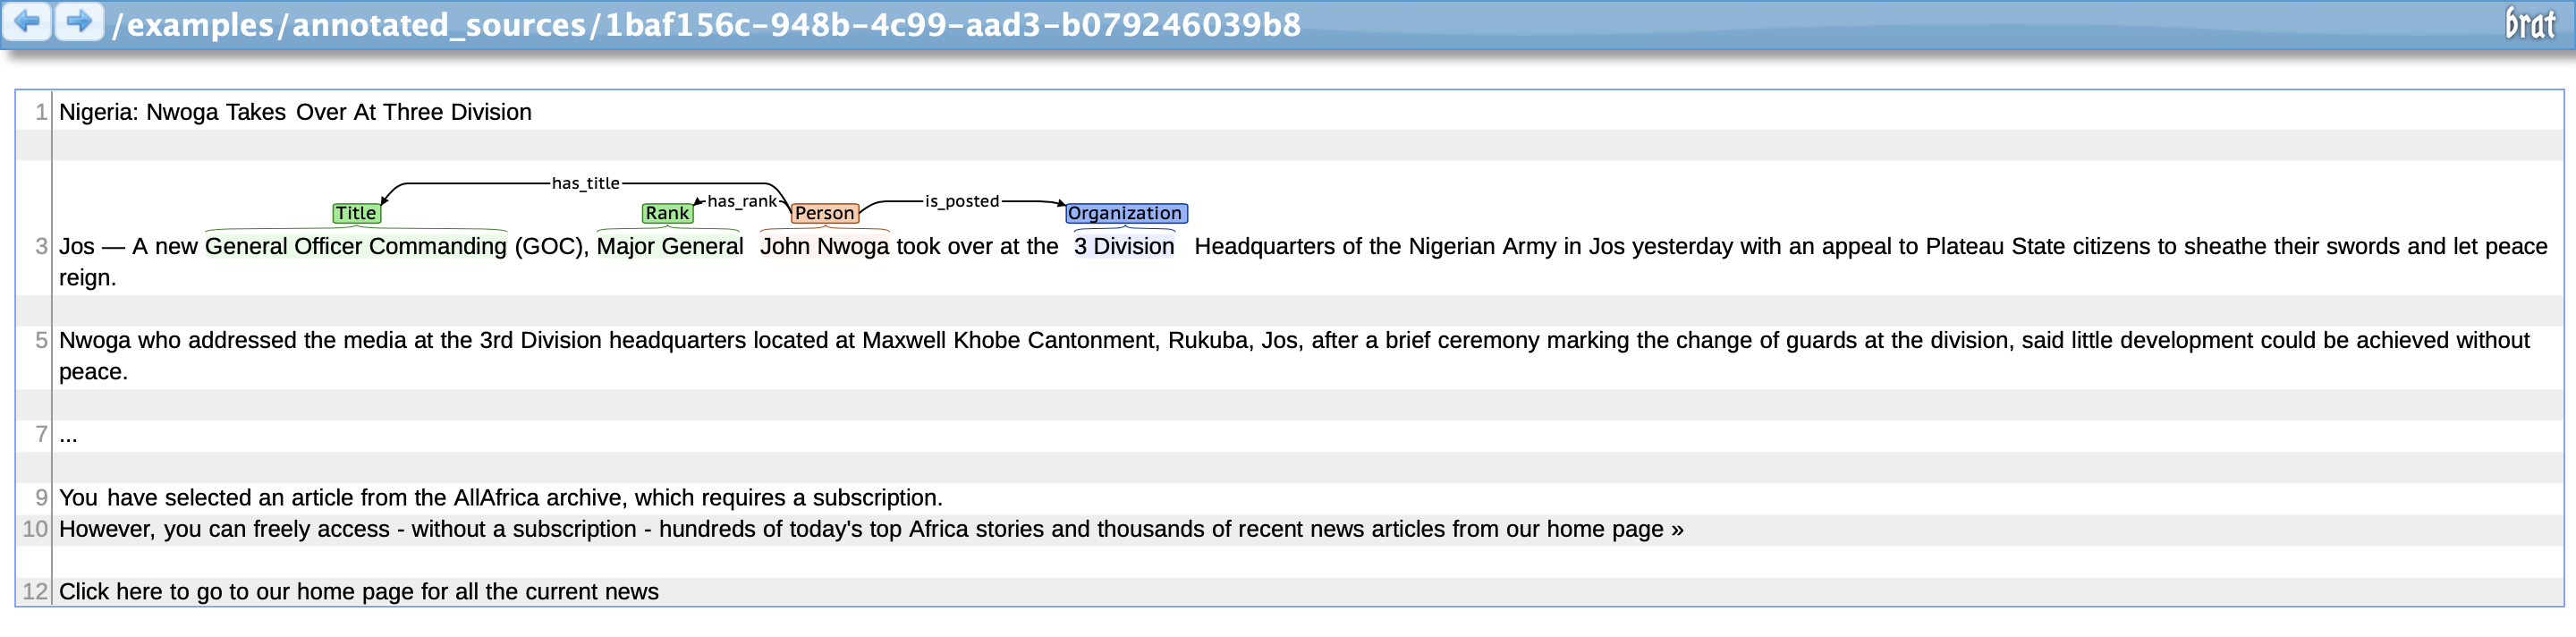 /examples/annotated_sources/1baf156c-948b-4c99-aad3-b079246039b8 brat
1 Nigeria: Nwoga Takes Over At Three Division
has_title
has_rank is_posted
Title Rank Person Organization
3 Jos — A new General Officer Commanding (GOC), Major General John Nwoga took over at the 3 Division Headquarters of the Nigerian Army in Jos yesterday with an appeal to Plateau State citizens to sheathe their swords and let peace
reign.
5 Nwoga who addressed the media at the 3rd Division headquarters located at Maxwell Khobe Cantonment, Rukuba, Jos, after a brief ceremony marking the change of guards at the division, said little development could be achieved without
peace.
7 ...
9 You have selected an article from the AllAfrica archive, which requires a subscription.
10 However, you can freely access - without a subscription - hundreds of today's top Africa stories and thousands of recent news articles from our home page »
12 Click here to go to our home page for all the current news